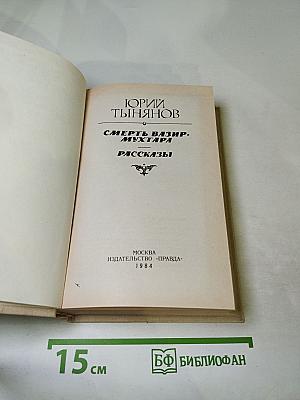 ЮРИЙ
ТЫНЯНОВ
СМЕРТЬ ВАЗИР-
МУХТАРА
РАССКАЗЫ
МОСКВА
ИЗДАТЕЛЬСТВО «ПРАВДА»
1984
15 см
БФ БИБЛИОФАН